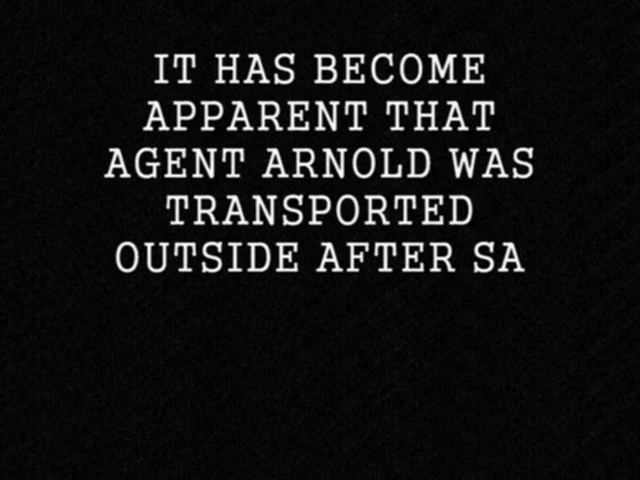 IT HAS BECOME
APPARENT THAT
AGENT ARNOLD WAS
TRANSPORTED
OUTSIDE AFTER SA